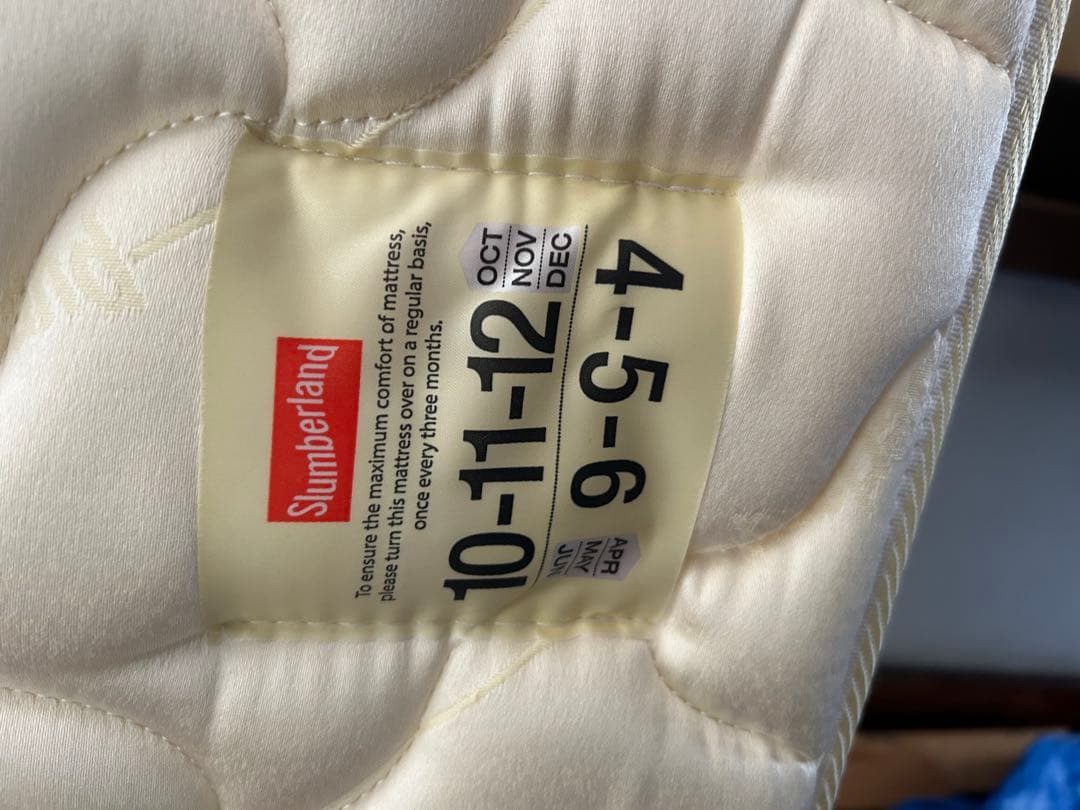 Slumberland
To ensure the maximum comfort of mattress,
please turn this mattress over on a regular basis,
once every three months.
10-11-12
OCT
NOV
DEC
4-5-6
APR
MAY
JUN